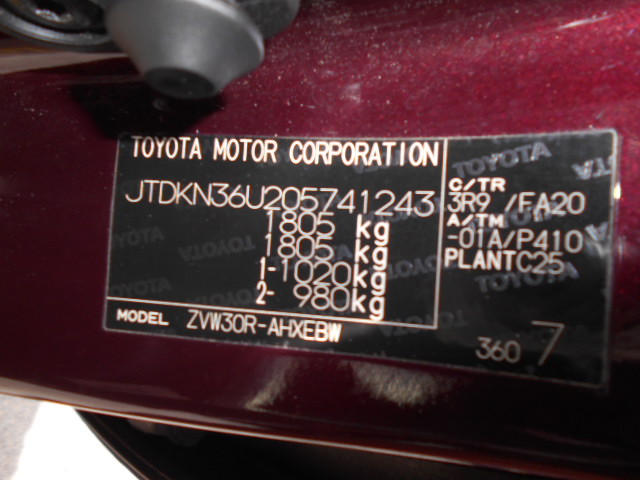 TOYOTA MOTOR CORPORATION
JTDKN36U205741243
1805 kg
1805 kg
1-1020kg
2- 980kg
MODEL ZVW30R-AHXEBW
C/TR
3R9 /FA20
A/TM
-01A/P410
PLANTC25
360 7